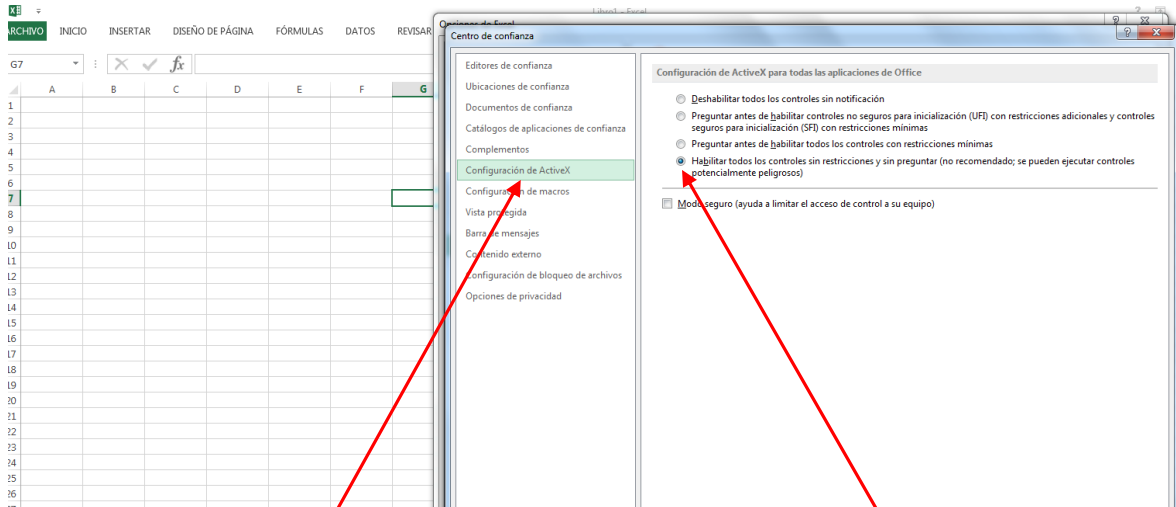 Libro1 - Excel
ARCHIVO INICIO INSERTAR DISEÑO DE PÁGINA FÓRMULAS DATOS REVISAR
Opciones de Excel
Centro de confianza
G7
fx
A B C D E F G
1
2
3
4
5
6
7
8
9
10
11
12
13
14
15
16
17
18
19
20
21
22
23
24
25
26
Editores de confianza
Ubicaciones de confianza
Documentos de confianza
Catálogos de aplicaciones de confianza
Complementos
Configuración de ActiveX
Configuración de macros
Vista protegida
Barra de mensajes
Contenido externo
Configuración de bloqueo de archivos
Opciones de privacidad
Configuración de ActiveX para todas las aplicaciones de Office
Deshabilitar todos los controles sin notificación
Preguntar antes de habilitar controles no seguros para inicialización (UFI) con restricciones adicionales y controles
seguros para inicialización (SFI) con restricciones mínimas
Preguntar antes de habilitar todos los controles con restricciones mínimas
Habilitar todos los controles sin restricciones y sin preguntar (no recomendado; se pueden ejecutar controles
potencialmente peligrosos)
Modo seguro (ayuda a limitar el acceso de control a su equipo)